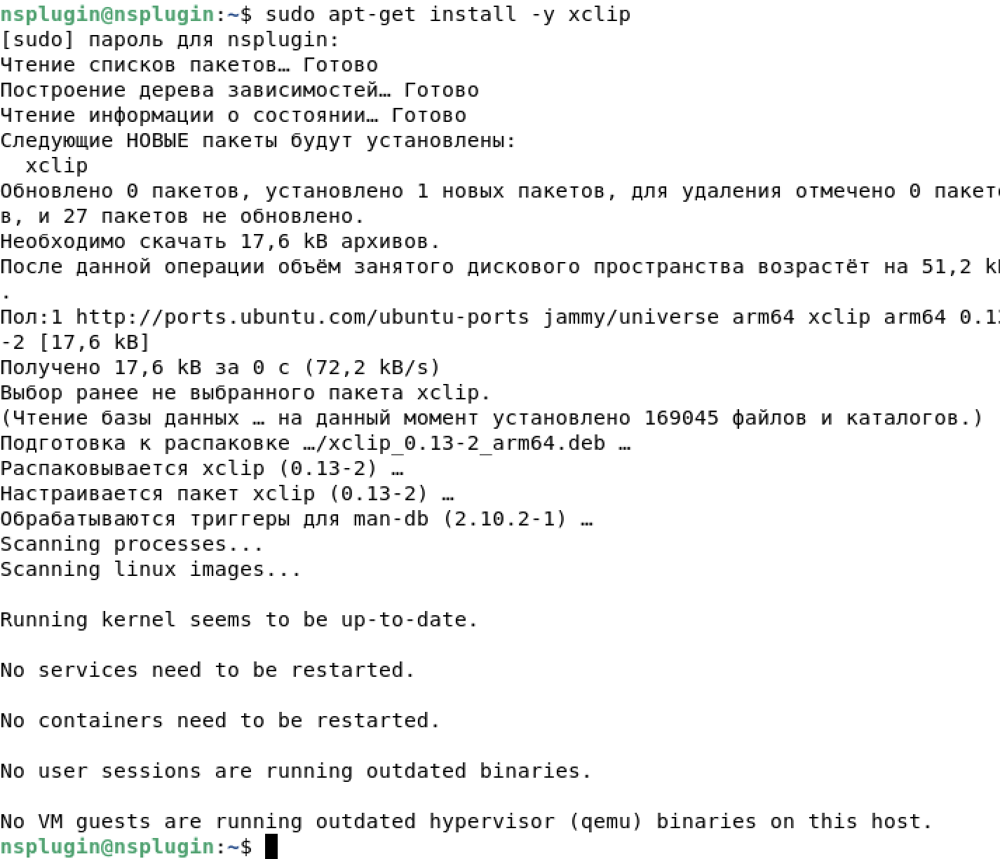 nsplugin@nsplugin:~$ sudo apt-get install -y xclip
[sudo] пароль для nsplugin:
Чтение списков пакетов… Готово
Построение дерева зависимостей… Готово
Чтение информации о состоянии… Готово
Следующие НОВЫЕ пакеты будут установлены:
  xclip
Обновлено 0 пакетов, установлено 1 новых пакетов, для удаления отмечено 0 пакето
в, и 27 пакетов не обновлено.
Необходимо скачать 17,6 kB архивов.
После данной операции объём занятого дискового пространства возрастёт на 51,2 kB
.
Пол:1 http://ports.ubuntu.com/ubuntu-ports jammy/universe arm64 xclip arm64 0.13
-2 [17,6 kB]
Получено 17,6 kB за 0 с (72,2 kB/s)
Выбор ранее не выбранного пакета xclip.
(Чтение базы данных … на данный момент установлено 169045 файлов и каталогов.)
Подготовка к распаковке …/xclip_0.13-2_arm64.deb …
Распаковывается xclip (0.13-2) …
Настраивается пакет xclip (0.13-2) …
Обрабатываются триггеры для man-db (2.10.2-1) …
Scanning processes...
Scanning linux images...

Running kernel seems to be up-to-date.

No services need to be restarted.

No containers need to be restarted.

No user sessions are running outdated binaries.

No VM guests are running outdated hypervisor (qemu) binaries on this host.
nsplugin@nsplugin:~$